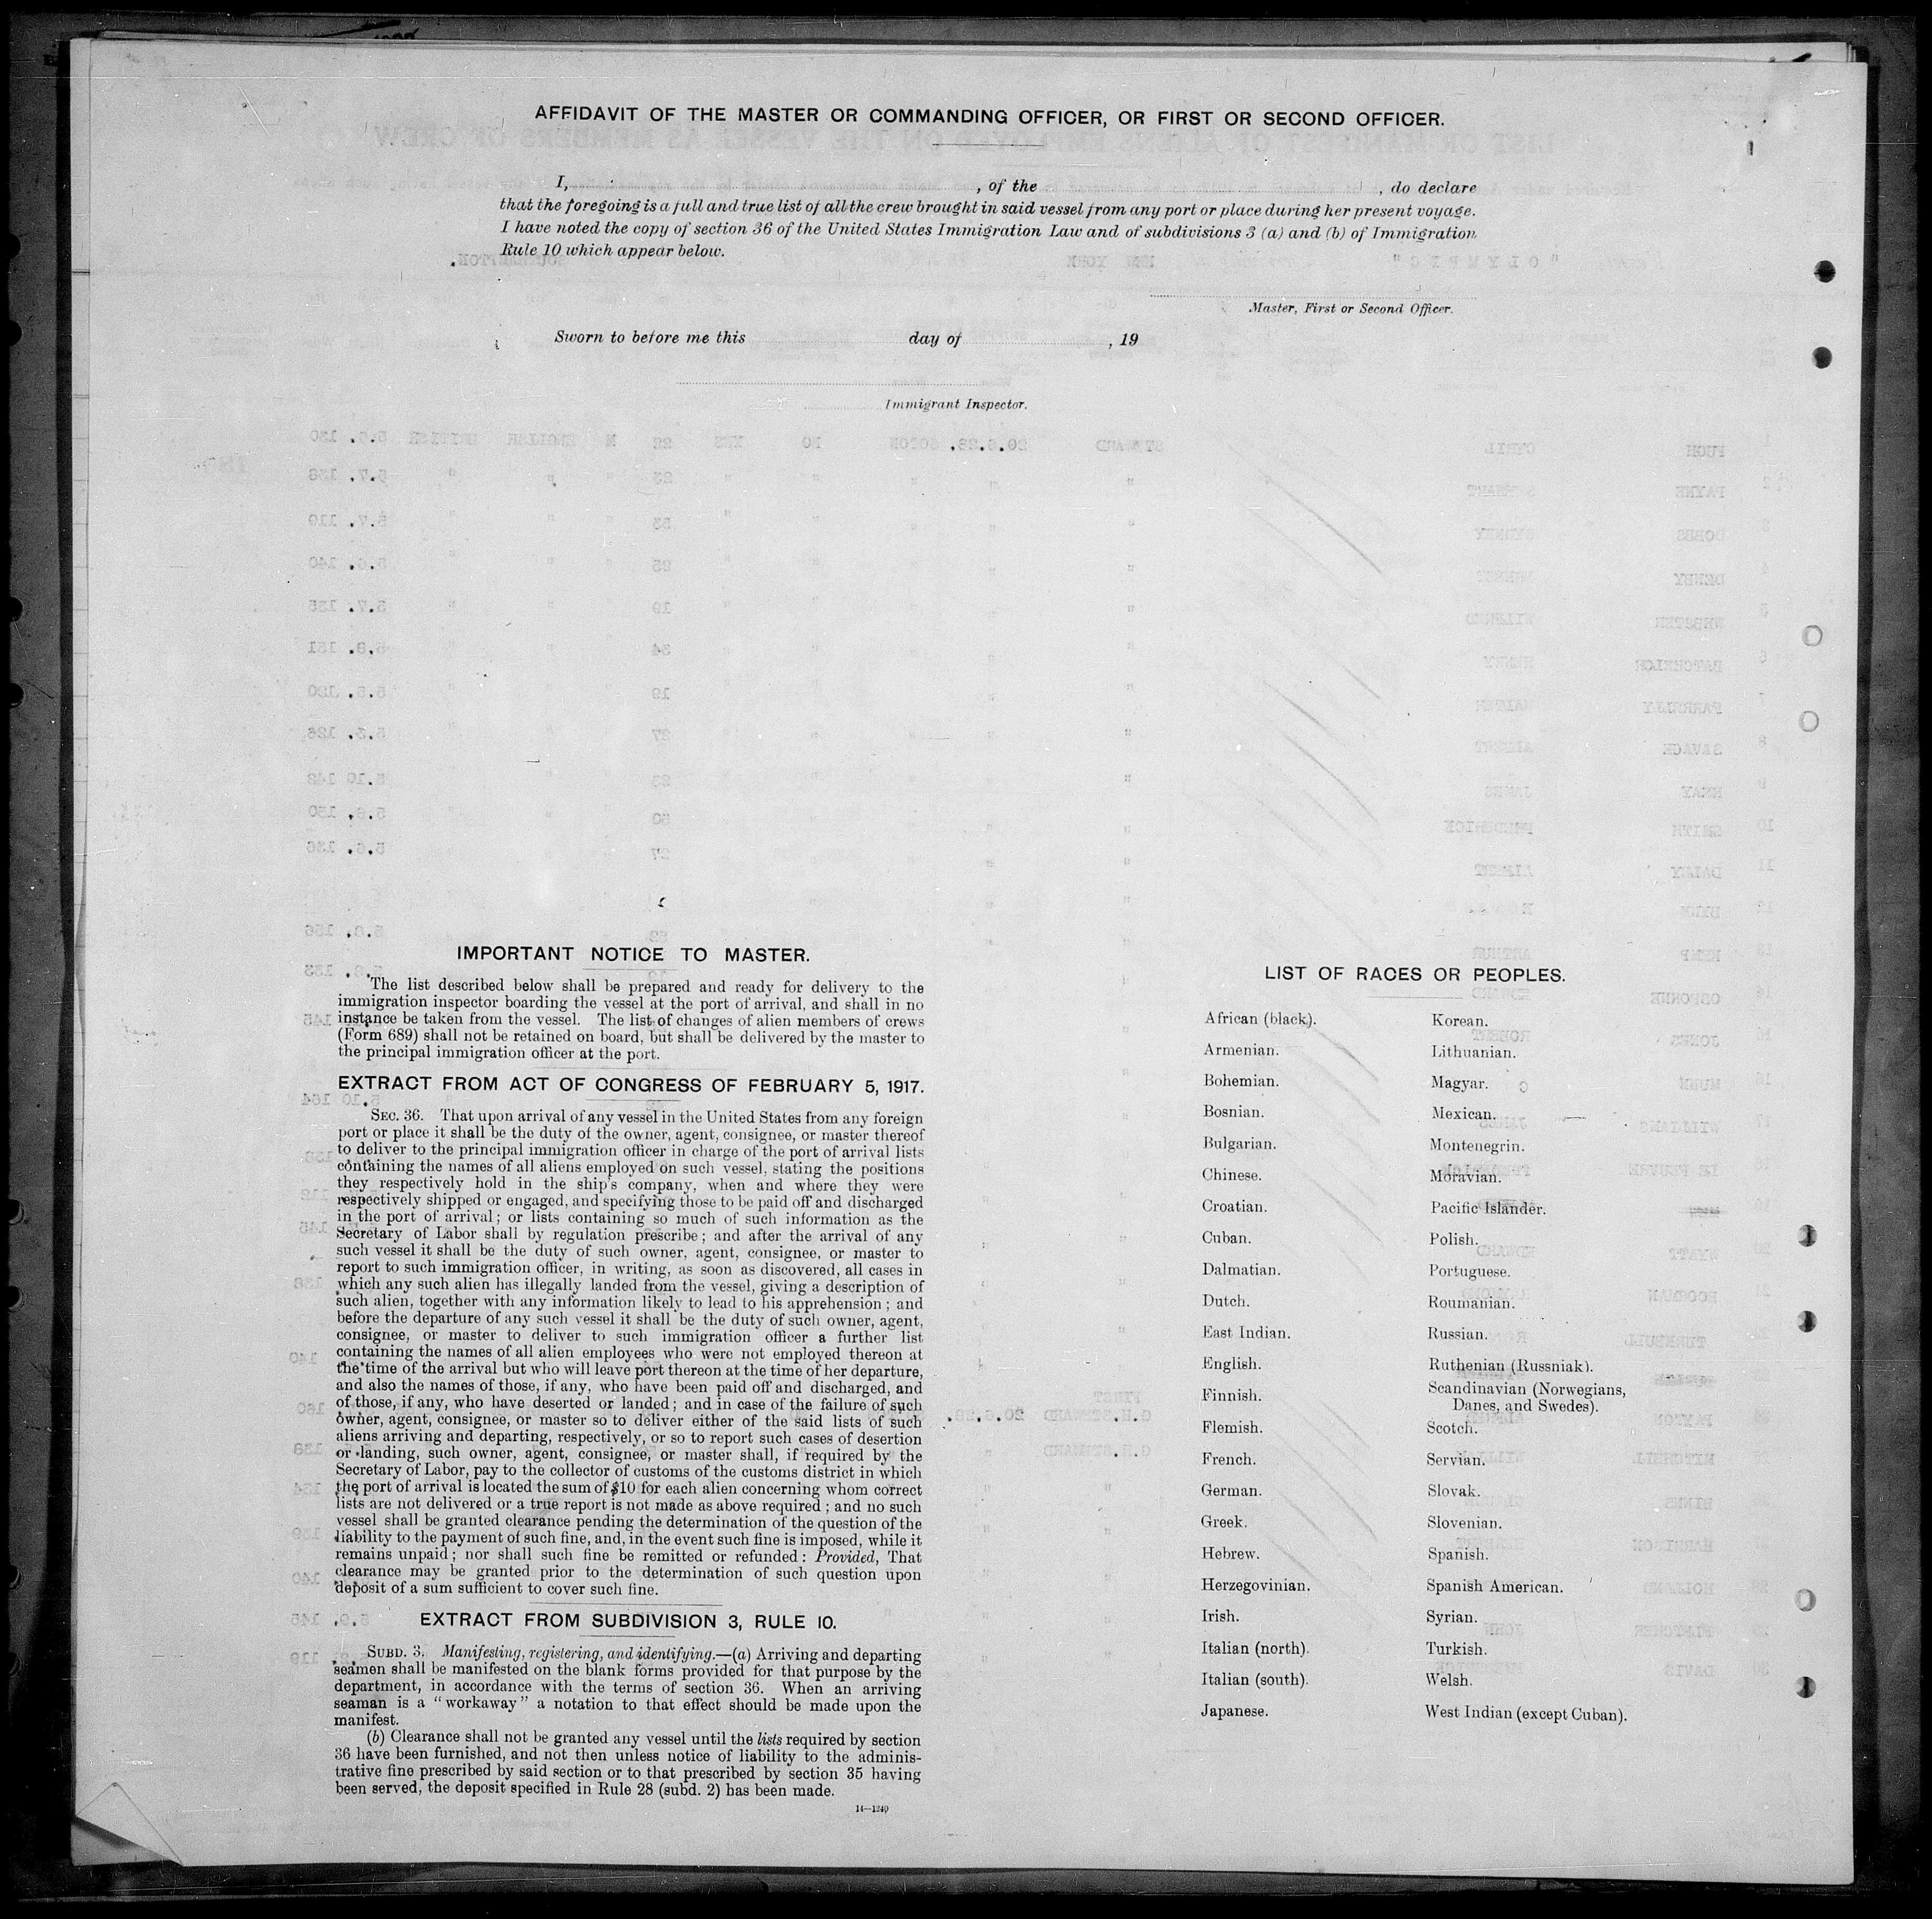 AFFIDAVIT OF THE MASTER OR COMMANDING OFFICER, OR FIRST OR SECOND OFFICER.
I, , of the , do declare
that the foregoing is a full and true list of all the crew brought in said vessel from any port or place during her present voyage.
I have noted the copy of section 36 of the United States Immigration Law and of subdivisions 3 (a) and (b) of Immigration
Rule 10 which appear below.
Master, First or Second Officer.
Sworn to before me this day of , 19
Immigrant Inspector.
IMPORTANT NOTICE TO MASTER.
The list described below shall be prepared and ready for delivery to the
immigration inspector boarding the vessel at the port of arrival, and shall in no
instance be taken from the vessel. The list of changes of alien members of crews
(Form 689) shall not be retained on board, but shall be delivered by the master to
the principal immigration officer at the port.
EXTRACT FROM ACT OF CONGRESS OF FEBRUARY 5, 1917.
SEC. 36. That upon arrival of any vessel in the United States from any foreign
port or place it shall be the duty of the owner, agent, consignee, or master thereof
to deliver to the principal immigration officer in charge of the port of arrival lists
containing the names of all aliens employed on such vessel, stating the positions
they respectively hold in the ship's company, when and where they were
respectively shipped or engaged, and specifying those to be paid off and discharged
in the port of arrival; or lists containing so much of such information as the
Secretary of Labor shall by regulation prescribe; and after the arrival of any
such vessel it shall be the duty of such owner, agent, consignee, or master to
report to such immigration officer, in writing, as soon as discovered, all cases in
which any such alien has illegally landed from the vessel, giving a description of
such alien, together with any information likely to lead to his apprehension; and
before the departure of any such vessel it shall be the duty of such owner, agent,
consignee, or master to deliver to such immigration officer a further list
containing the names of all alien employees who were not employed thereon at
the time of the arrival but who will leave port thereon at the time of her departure,
and also the names of those, if any, who have been paid off and discharged, and
of those, if any, who have deserted or landed; and in case of the failure of such
owner, agent, consignee, or master so to deliver either of the said lists of such
aliens arriving and departing, respectively, or so to report such cases of desertion
or landing, such owner, agent, consignee, or master shall, if required by the
Secretary of Labor, pay to the collector of customs of the customs district in which
the port of arrival is located the sum of $10 for each alien concerning whom correct
lists are not delivered or a true report is not made as above required; and no such
vessel shall be granted clearance pending the determination of the question of the
liability to the payment of such fine, and, in the event such fine is imposed, while it
remains unpaid; nor shall such fine be remitted or refunded: Provided, That
clearance may be granted prior to the determination of such question upon
deposit of a sum sufficient to cover such fine.
EXTRACT FROM SUBDIVISION 3, RULE 10.
SUBD. 3. Manifesting, registering, and identifying.—(a) Arriving and departing
seamen shall be manifested on the blank forms provided for that purpose by the
department, in accordance with the terms of section 36. When an arriving
seaman is a "workaway" a notation to that effect should be made upon the
manifest.
(b) Clearance shall not be granted any vessel until the lists required by section
36 have been furnished, and not then unless notice of liability to the adminis-
trative fine prescribed by said section or to that prescribed by section 35 having
been served, the deposit specified in Rule 28 (subd. 2) has been made.
14—1240
LIST OF RACES OR PEOPLES.
African (black).
Armenian.
Bohemian.
Bosnian.
Bulgarian.
Chinese.
Croatian.
Cuban.
Dalmatian.
Dutch.
East Indian.
English.
Finnish.
Flemish.
French.
German.
Greek.
Hebrew.
Herzegovinian.
Irish.
Italian (north).
Italian (south).
Japanese.
Korean.
Lithuanian.
Magyar.
Mexican.
Montenegrin.
Moravian.
Pacific Islander.
Polish.
Portuguese.
Roumanian.
Russian.
Ruthenian (Russniak).
Scandinavian (Norwegians,
Danes, and Swedes).
Scotch.
Servian.
Slovak.
Slovenian.
Spanish.
Spanish American.
Syrian.
Turkish.
Welsh.
West Indian (except Cuban).